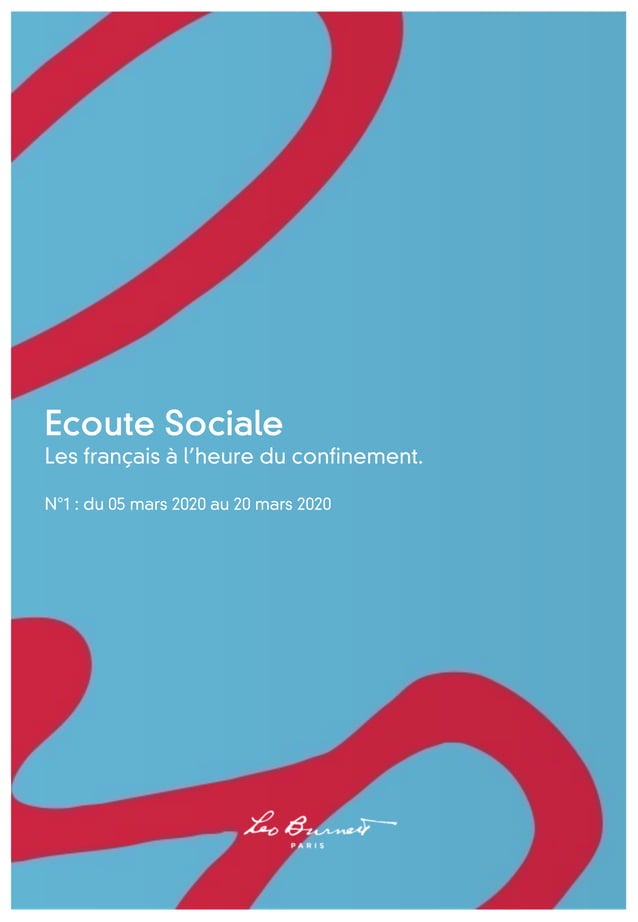 Ecoute Sociale
Les français à l'heure du confinement.
N°1 : du 05 mars 2020 au 20 mars 2020
Leo Burnett
PARIS